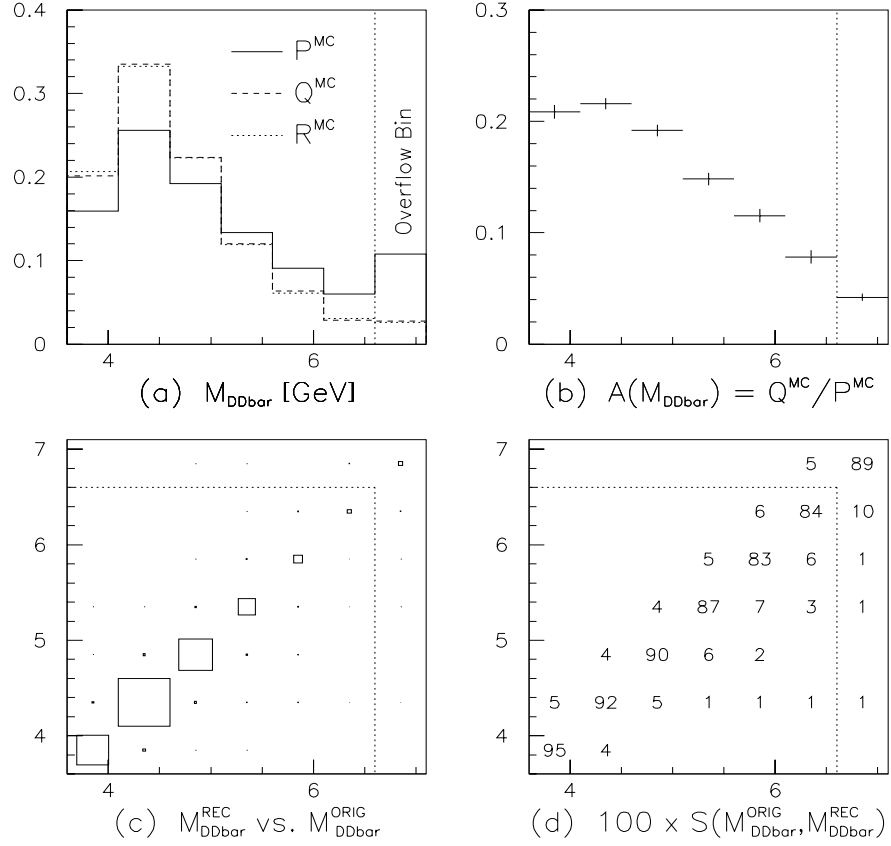 0.4
0.3
0.2
0.1
0
4
6
P^MC
Q^MC
R^MC
Overflow Bin
(a) M_DDbar [GeV]
0.3
0.2
0.1
0
4
6
(b) A(M_DDbar) = Q^MC/P^MC
7
6
5
4
4
6
(c) M^REC_DDbar vs. M^ORIG_DDbar
7
6
5
4
5 89
6 84 10
5 83 6 1
4 87 7 3 1
4 90 6 2
5 92 5 1 1 1 1
95 4
4
6
(d) 100 x S(M^ORIG_DDbar,M^REC_DDbar)